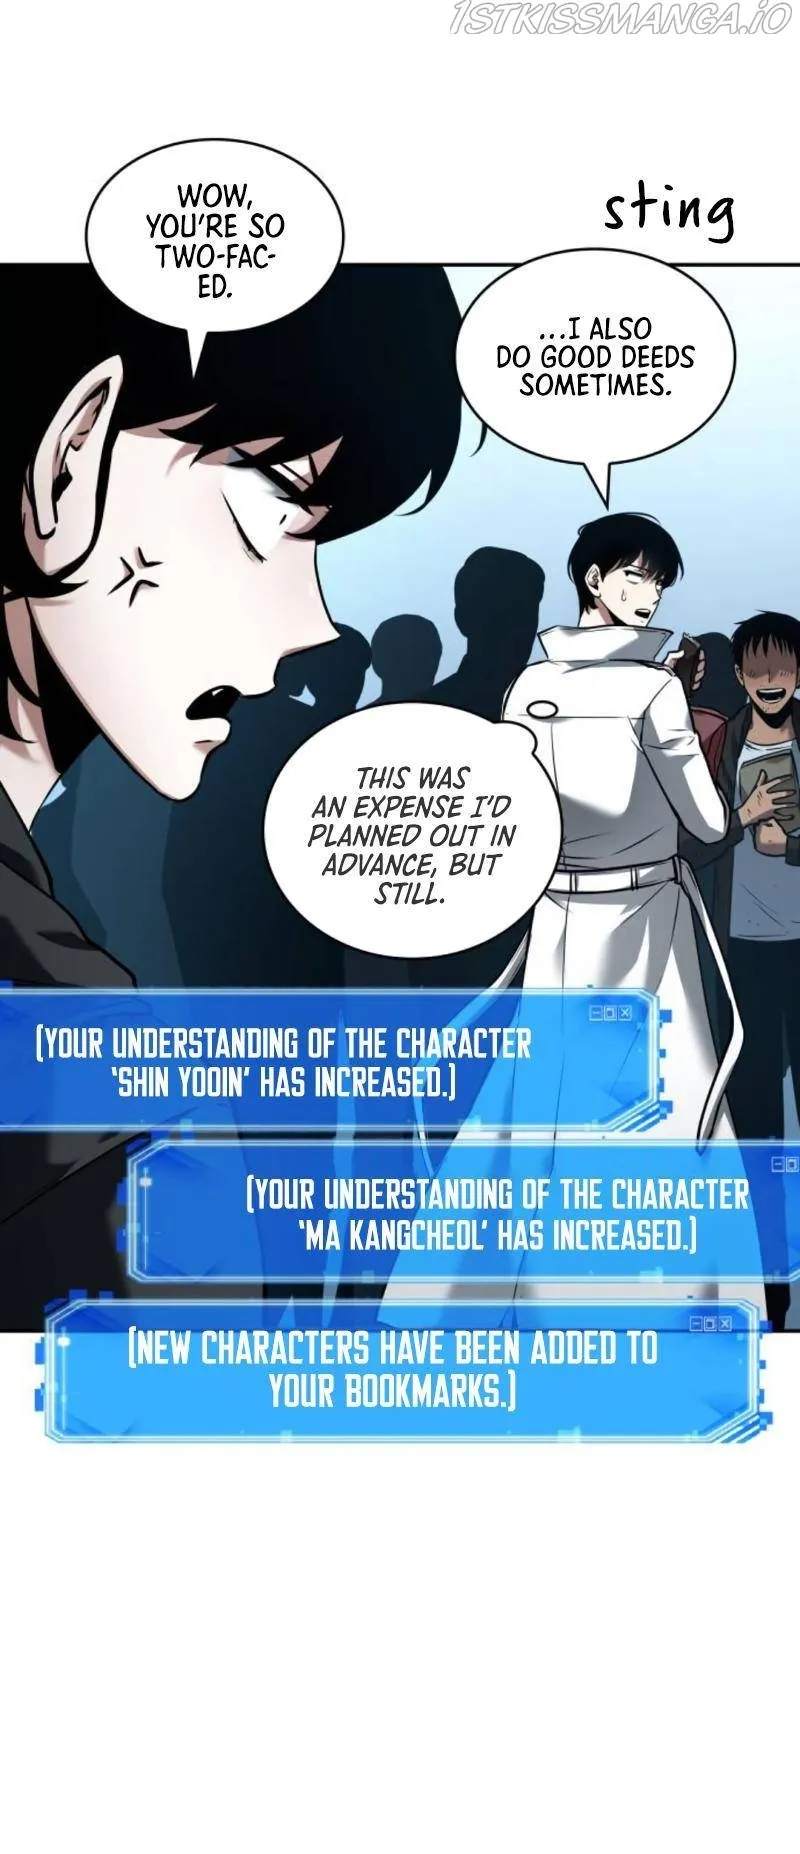 1STKISSMANGA.IO
WOW,
YOU'RE SO
TWO-FAC-
ED.
sting
...I ALSO
DO GOOD DEEDS
SOMETIMES.
THIS WAS
AN EXPENSE I'D
PLANNED OUT IN
ADVANCE, BUT
STILL.
(YOUR UNDERSTANDING OF THE CHARACTER
'SHIN YOOIN' HAS INCREASED.)
(YOUR UNDERSTANDING OF THE CHARACTER
'MA KANGCHEOL' HAS INCREASED.)
(NEW CHARACTERS HAVE BEEN ADDED TO
YOUR BOOKMARKS.)